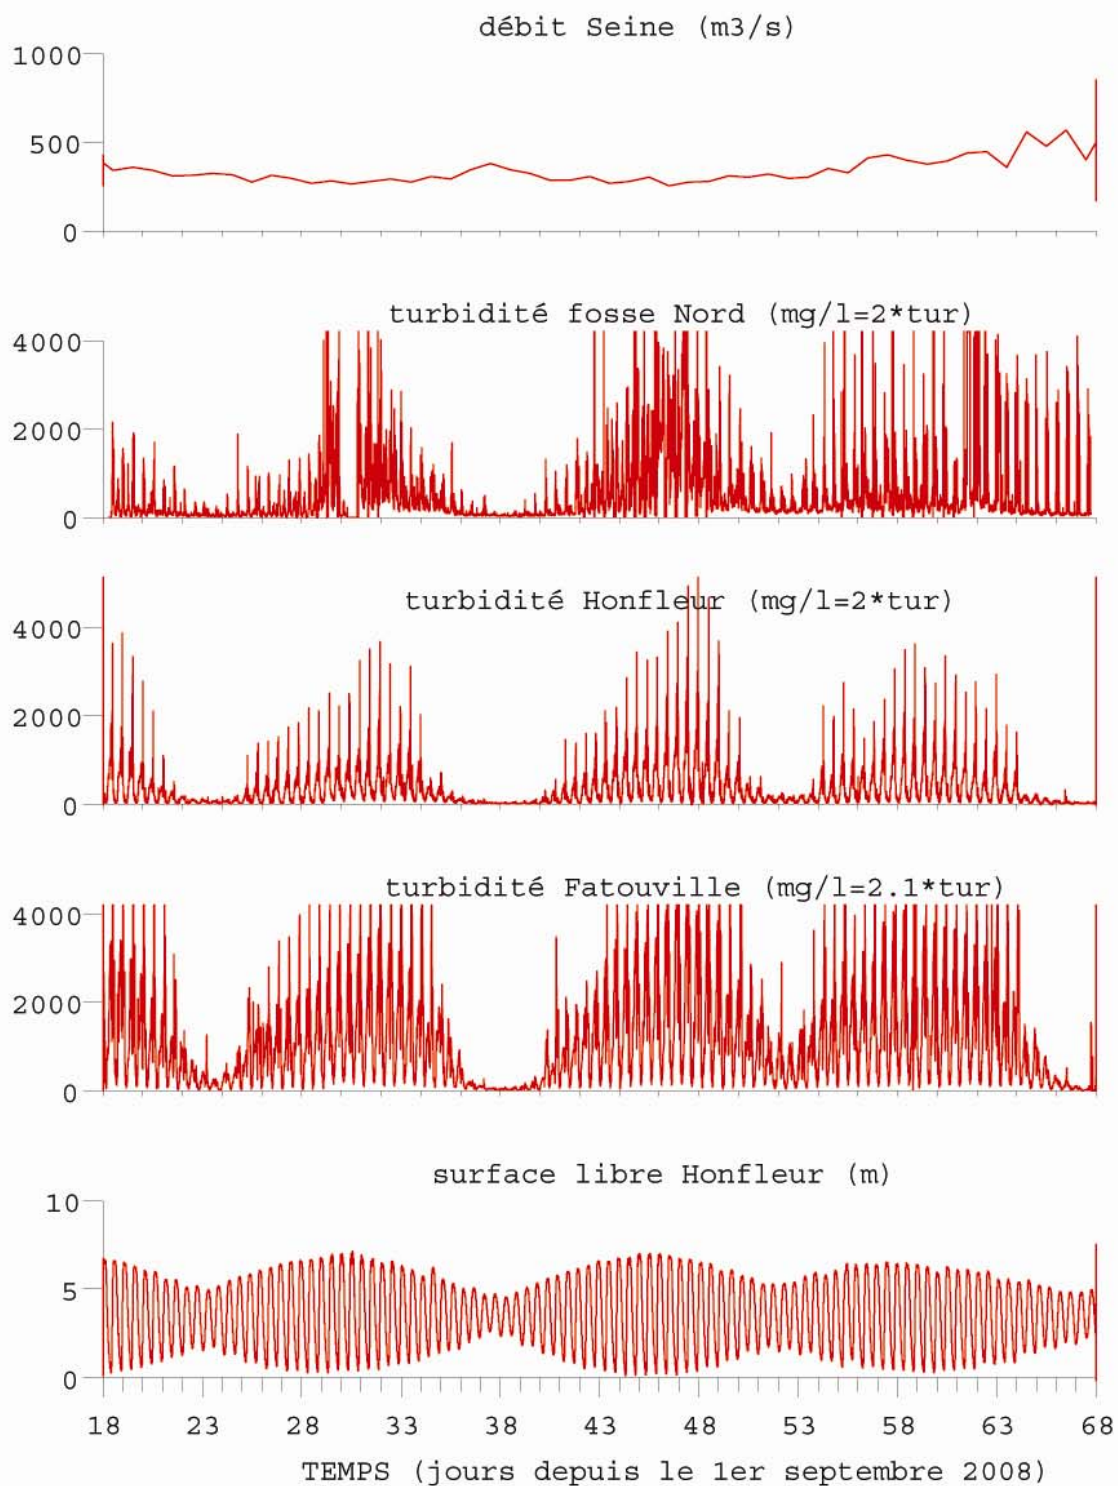 débit Seine (m3/s)
1000
500
0
turbidité fosse Nord (mg/l=2*tur)
4000
2000
0
turbidité Honfleur (mg/l=2*tur)
4000
2000
0
turbidité Fatouville (mg/l=2.1*tur)
4000
2000
0
surface libre Honfleur (m)
10
5
0
18 23 28 33 38 43 48 53 58 63 68
TEMPS (jours depuis le 1er septembre 2008)